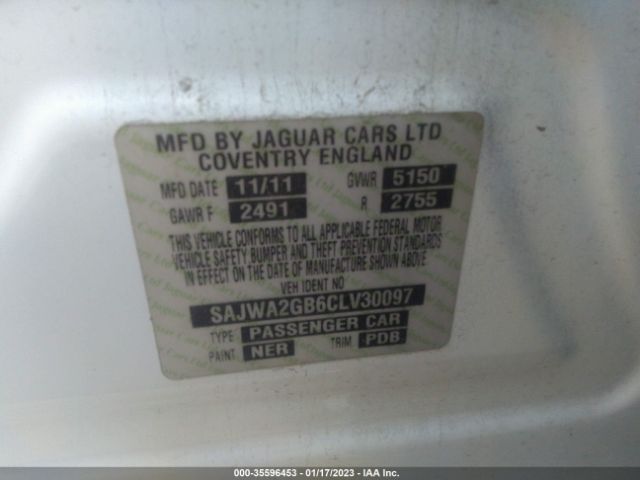 MFD BY JAGUAR CARS LTD
COVENTRY ENGLAND
MFD DATE 11/11 GVWR 5150
GAWR F 2491 R 2755
THIS VEHICLE CONFORMS TO ALL APPLICABLE FEDERAL MOTOR
VEHICLE SAFETY BUMPER AND THEFT PREVENTION STANDARDS
IN EFFECT ON THE DATE OF MANUFACTURE SHOWN ABOVE.
VEH IDENT NO
SAJWA2GB6CLV30097
TYPE PASSENGER CAR
PAINT NER TRIM PDB
000-35596453 - 01/17/2023 - IAA Inc.